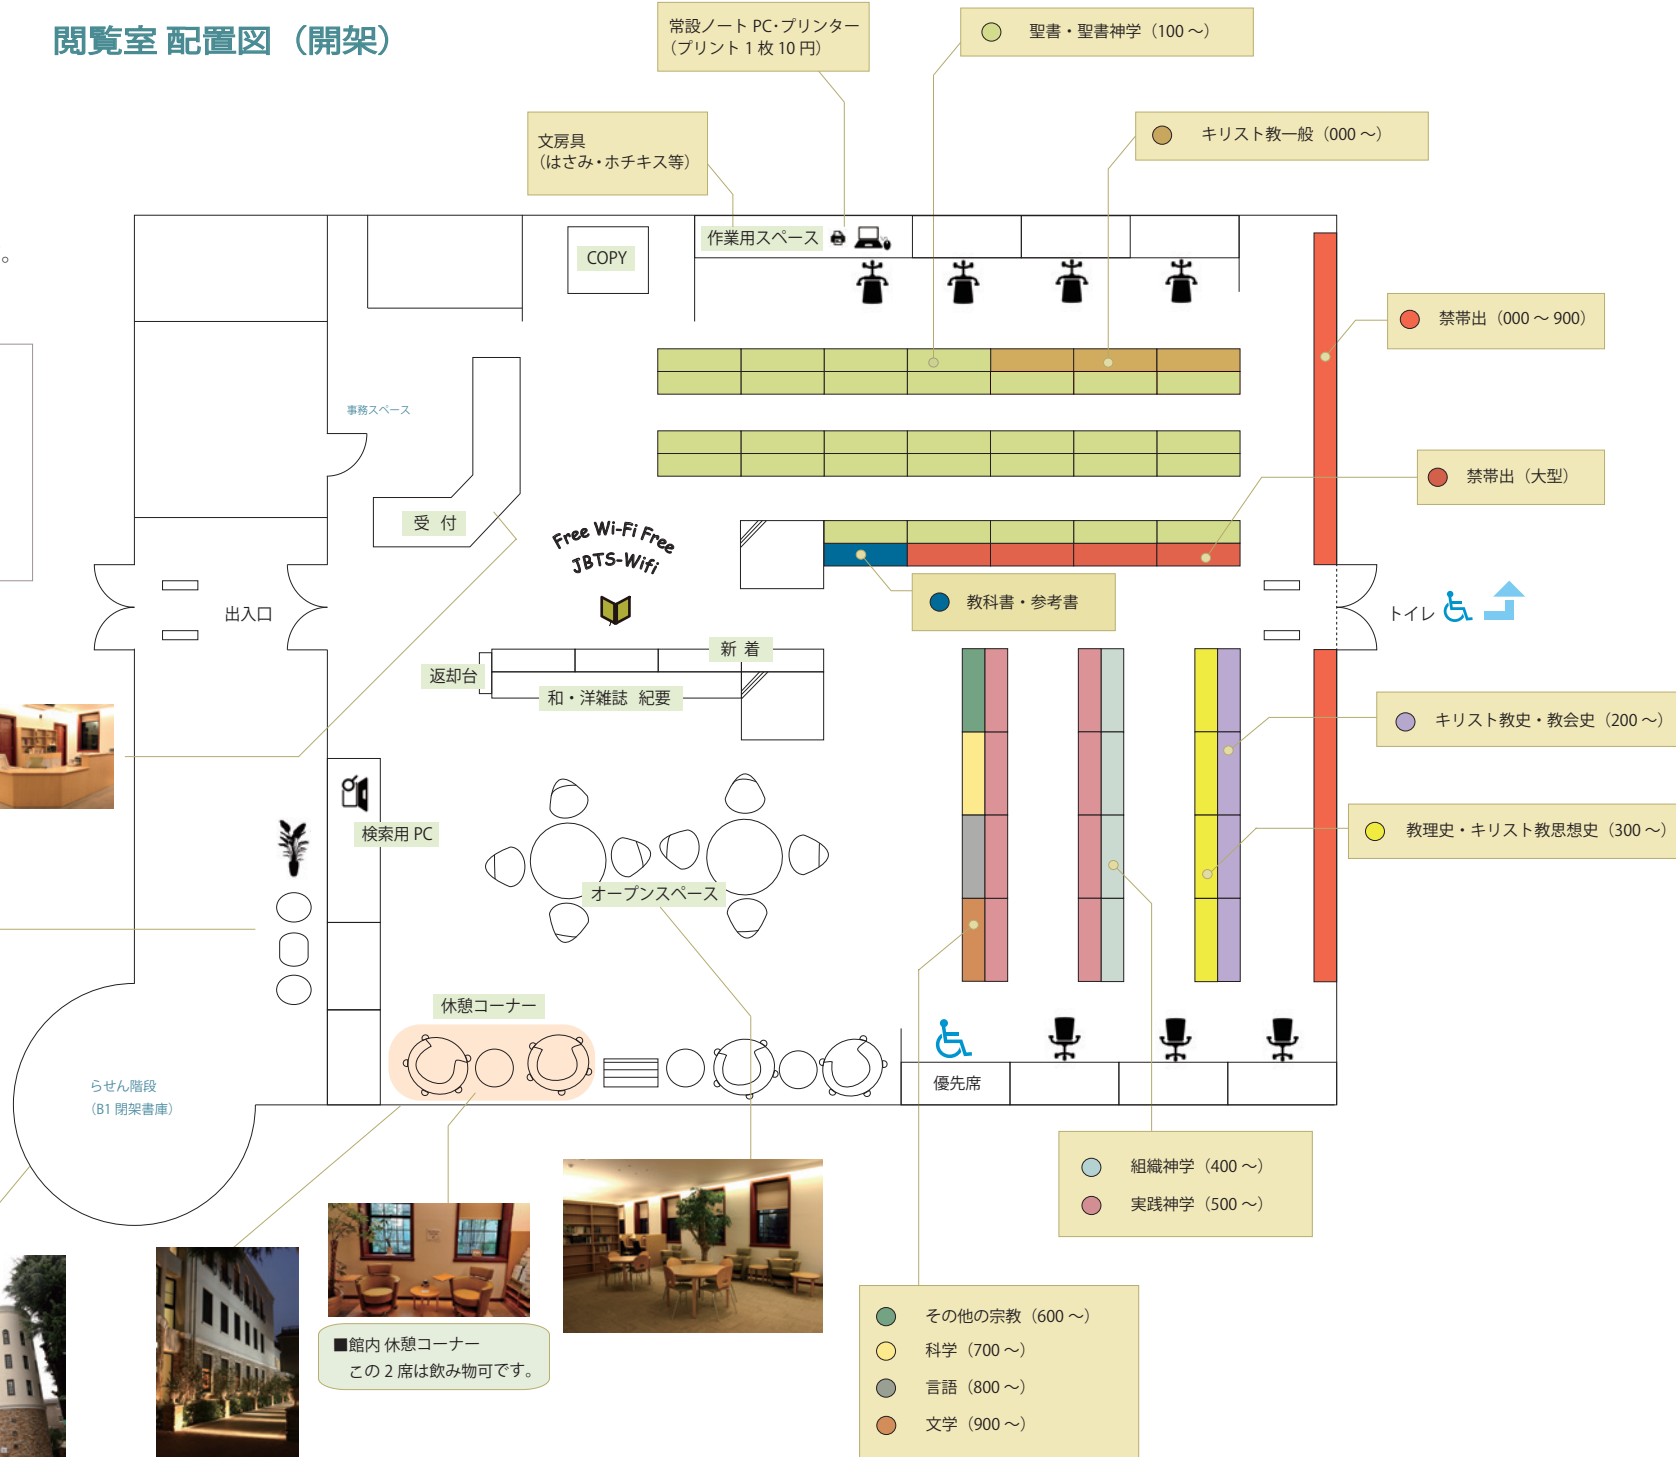 閲覧室 配置図（開架）
常設ノート PC・プリンター
（プリント 1 枚 10 円）
聖書・聖書神学（100 ～）
文房具
（はさみ・ホチキス等）
キリスト教一般（000 ～）
。
作業用スペース
COPY
禁帯出（000 ～ 900）
事務スペース
禁帯出（大型）
受 付
Free Wi-Fi Free
JBTS-Wifi
教科書・参考書
出入口
トイレ
新 着
返却台
和・洋雑誌 紀要
キリスト教史・教会史（200 ～）
検索用 PC
教理史・キリスト教思想史（300 ～）
オープンスペース
休憩コーナー
らせん階段
（B1 閉架書庫）
優先席
組織神学（400 ～）
実践神学（500 ～）
■館内 休憩コーナー
この 2 席は飲み物可です。
その他の宗教（600 ～）
科学（700 ～）
言語（800 ～）
文学（900 ～）